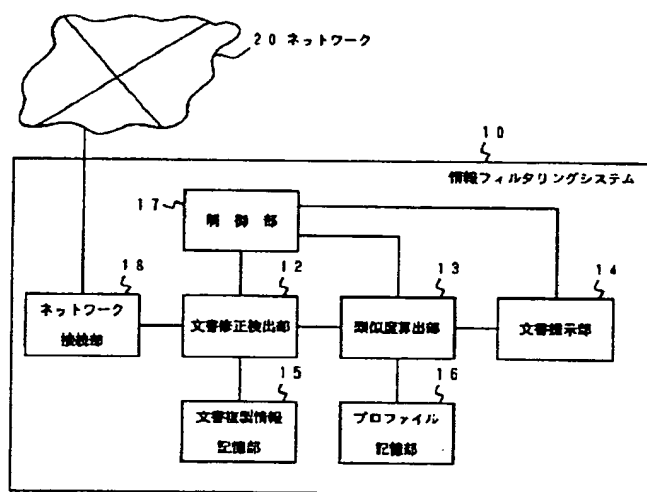 20 ネットワーク
10
情報フィルタリングシステム
17
制御部
18
12
13
14
ネットワーク
接続部
文書修正検出部
類似度算出部
文書提示部
15
16
文書複製情報
記憶部
プロファイル
記憶部